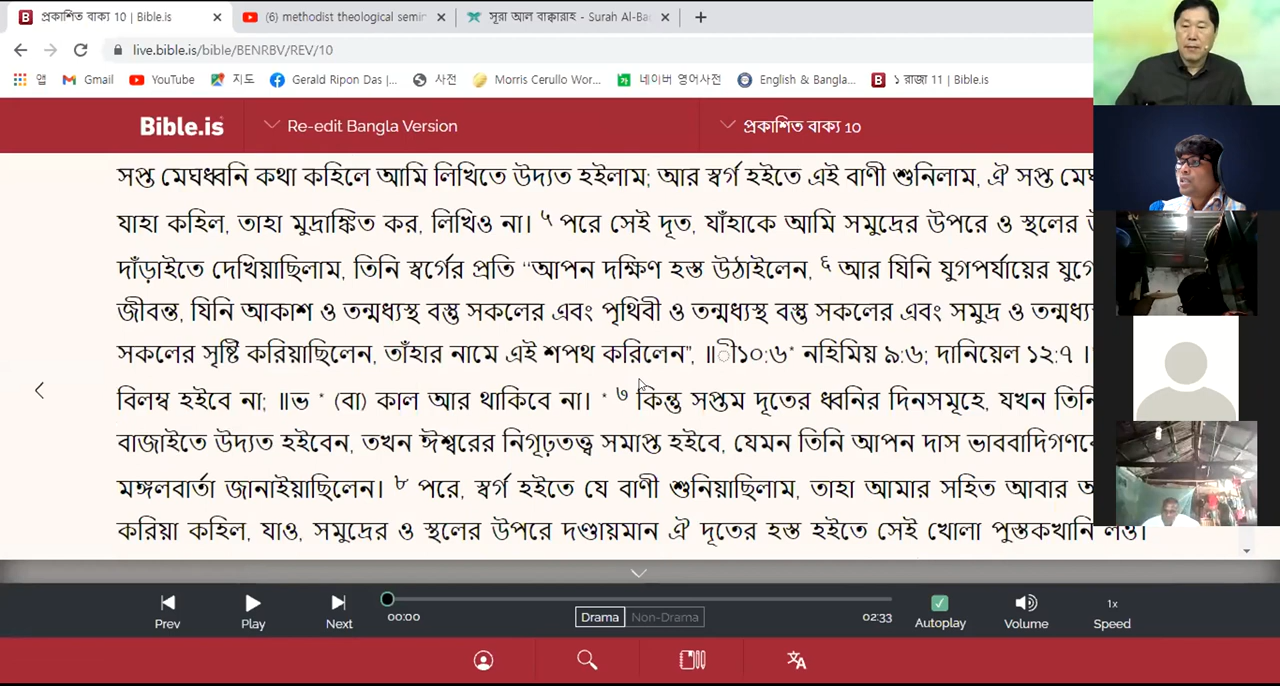 প্রকাশিত বাক্য 10 | Bible.is
(6) methodist theological semin
সূরা আল বাক্বারাহ - Surah Al-Ba
live.bible.is/bible/BENRBV/REV/10
앱 Gmail YouTube 지도 Gerald Ripon Das |... 사전 Morris Cerullo Wor... 네이버 영어사전 English & Bangla... ১ রাজা 11 | Bible.is
Bible.is Re-edit Bangla Version প্রকাশিত বাক্য 10
সপ্ত মেঘধ্বনি কথা কহিলে আমি লিখিতে উদ্যত হইলাম; আর স্বর্গ হইতে এই বাণী শুনিলাম, ঐ সপ্ত
যাহা কহিল, তাহা মুদ্রাঙ্কিত কর, লিখিও না। ৫ পরে সেই দূত, যাঁহাকে আমি সমুদ্রের উপরে ও স্থলের
দাঁড়াইতে দেখিয়াছিলাম, তিনি স্বর্গের প্রতি “আপন দক্ষিণ হস্ত উঠাইলেন, ৬ আর যিনি যুগপর্যায়ের
জীবন্ত, যিনি আকাশ ও তন্মধ্যস্থ বস্তু সকলের এবং পৃথিবী ও তন্মধ্যস্থ বস্তু সকলের এবং সমুদ্র ও
সকলের সৃষ্টি করিয়াছিলেন, তাঁহার নামে এই শপথ করিলেন”, ॥ী১০:৬* নহিমিয় ৯:৬; দানিয়েল ১২:৭ ।
বিলম্ব হইবে না; ॥ভ * (বা) কাল আর থাকিবে না। * ৭ কিন্তু সপ্তম দূতের ধ্বনির দিনসমূহে, যখন তিনি
বাজাইতে উদ্যত হইবেন, তখন ঈশ্বরের নিগূঢ়তত্ত্ব সমাপ্ত হইবে, যেমন তিনি আপন দাস
মঙ্গলবার্তা জানাইয়াছিলেন। ৮ পরে, স্বর্গ হইতে যে বাণী শুনিয়াছিলাম, তাহা আমার সহিত আবার
করিয়া কহিল, যাও, সমুদ্রের ও স্থলের উপরে দণ্ডায়মান ঐ দূতের হস্ত হইতে সেই খোলা পুস্তকখানি লও।
00:00 Drama Non-Drama 02:33
Prev Play Next Autoplay Volume 1x Speed